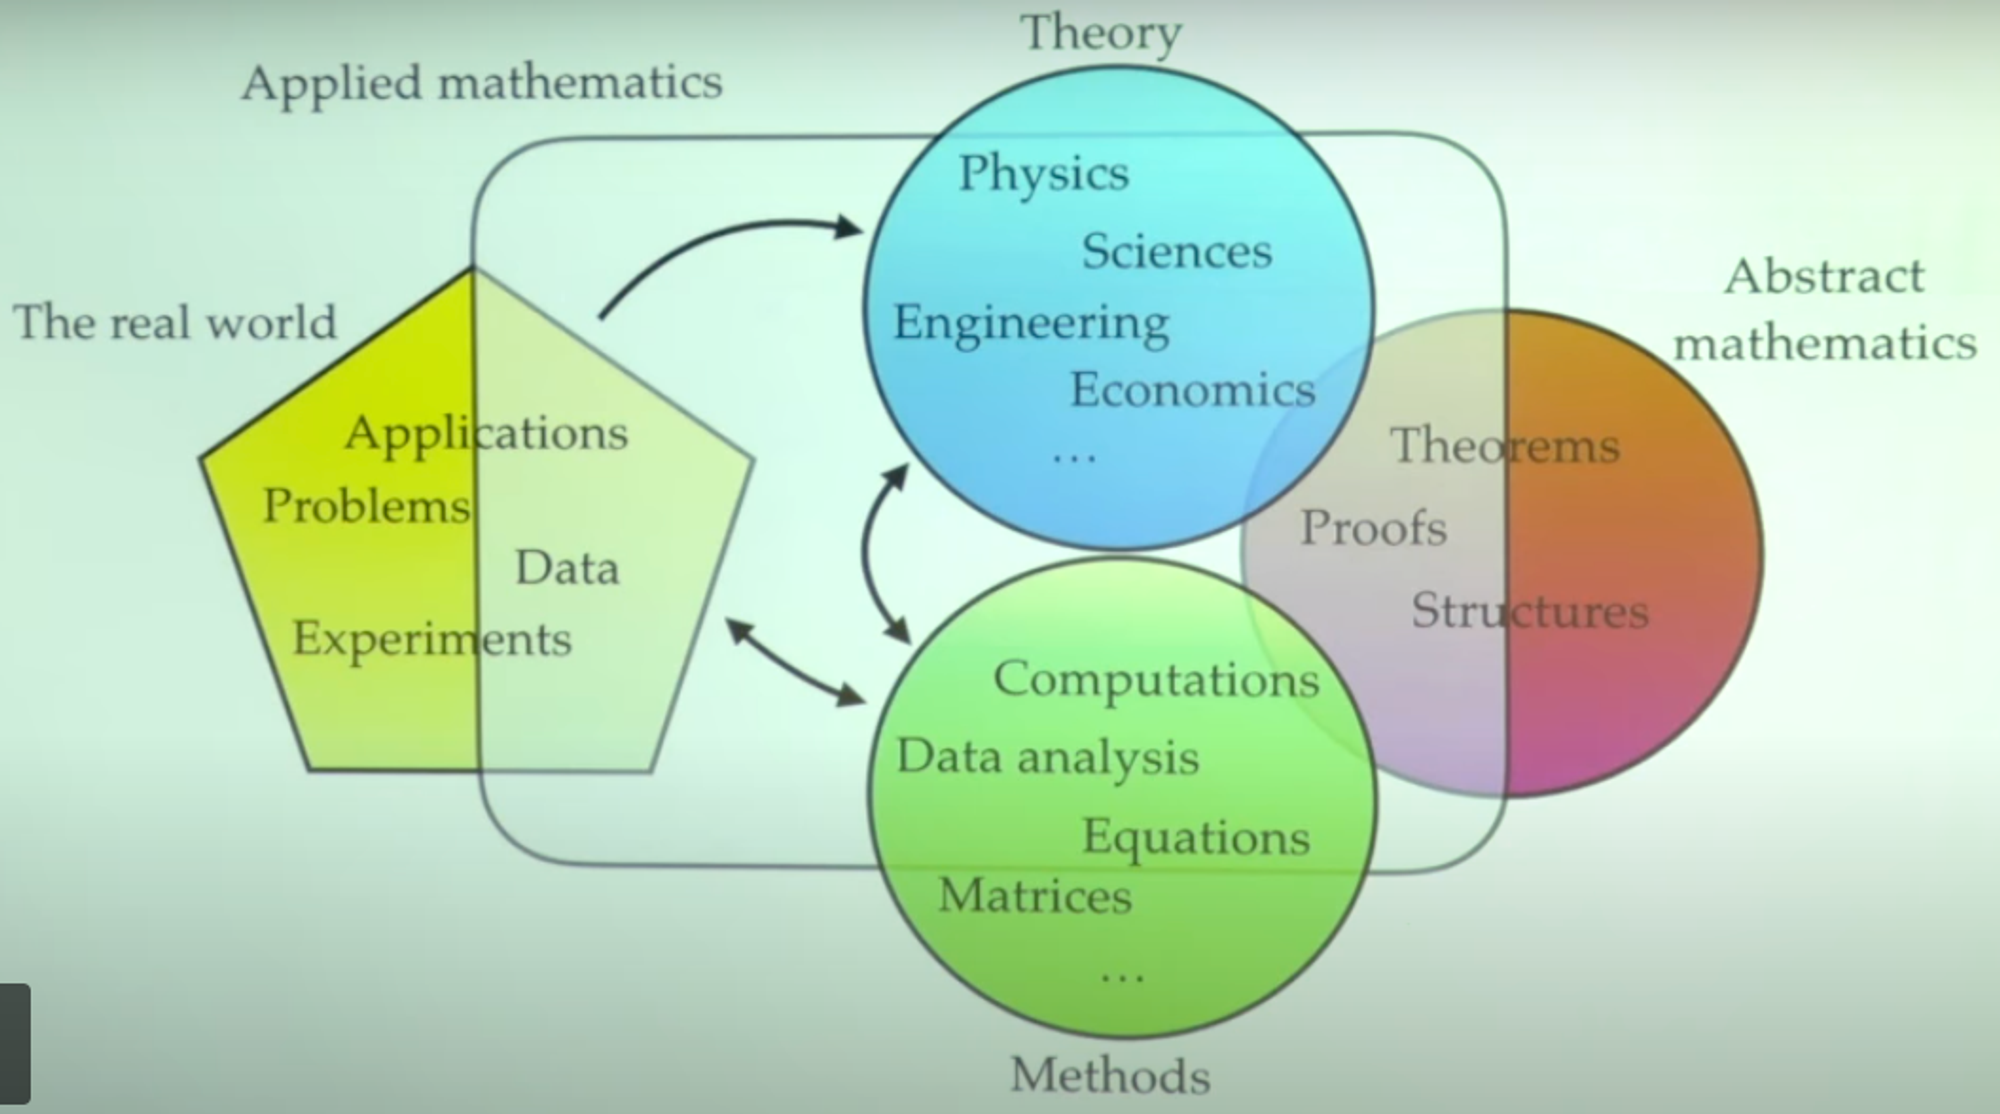 Theory
Applied mathematics
Physics
Sciences
Engineering
Economics
...
The real world
Applications
Problems
Data
Experiments
Abstract
mathematics
Theorems
Proofs
Structures
Computations
Data analysis
Equations
Matrices
...
Methods